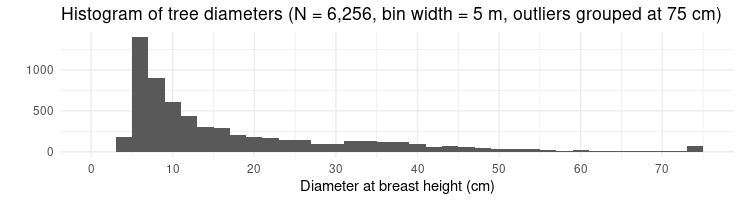 Histogram of tree diameters (N = 6,256, bin width = 5 m, outliers grouped at 75 cm)
1000
500
0
0 10 20 30 40 50 60 70
Diameter at breast height (cm)